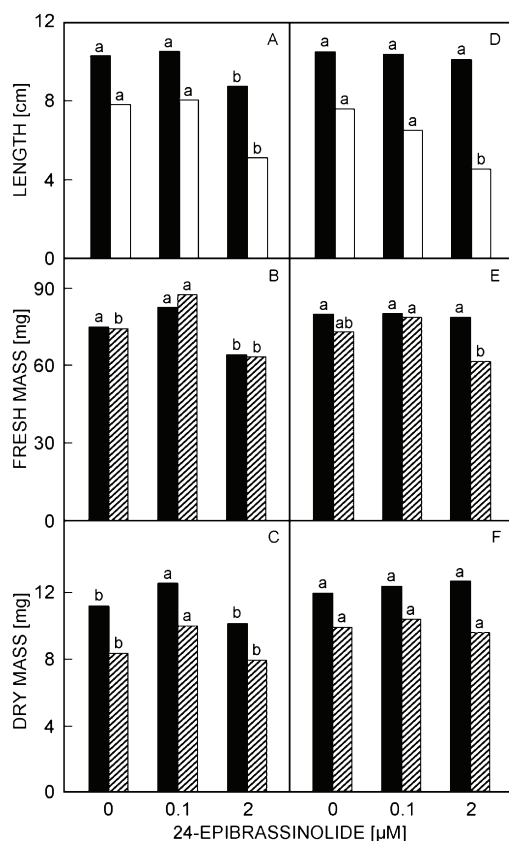 12
8
4
0
LENGTH [cm]
A
a
a
a
a
b
b
D
a
a
a
a
a
b
90
60
30
0
FRESH MASS [mg]
B
a
b
a
a
b
b
E
a
ab
a
a
a
b
12
8
4
0
DRY MASS [mg]
C
b
b
a
a
b
b
F
a
a
a
a
a
a
0 0.1 2 0 0.1 2
24-EPIBRASSINOLIDE [µM]